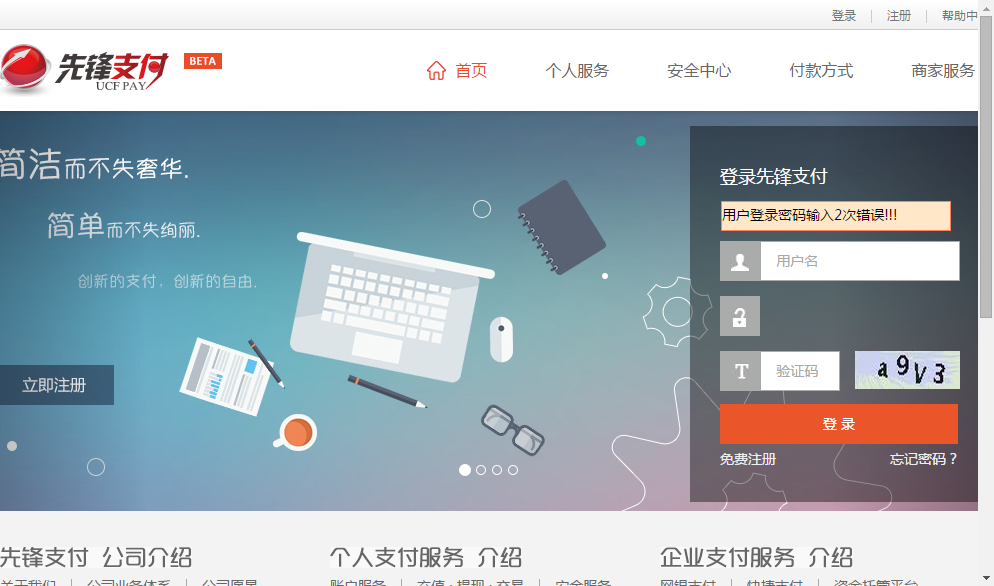 登录 注册 帮助中
先锋支付 BETA
UCF PAY
首页 个人服务 安全中心 付款方式 商家服务
简洁而不失奢华.
简单而不失绚丽.
创新的支付，创新的自由.
立即注册
登录先锋支付
用户登录密码输入2次错误!!!
用户名
T 验证码 a9V3
登 录
免费注册 忘记密码？
先锋支付 公司介绍 个人支付服务 介绍 企业支付服务 介绍
关于我们 公司业务体系 公司愿景 账户服务 充值·提现·交易 安全服务 网银支付 快捷支付 资金托管平台